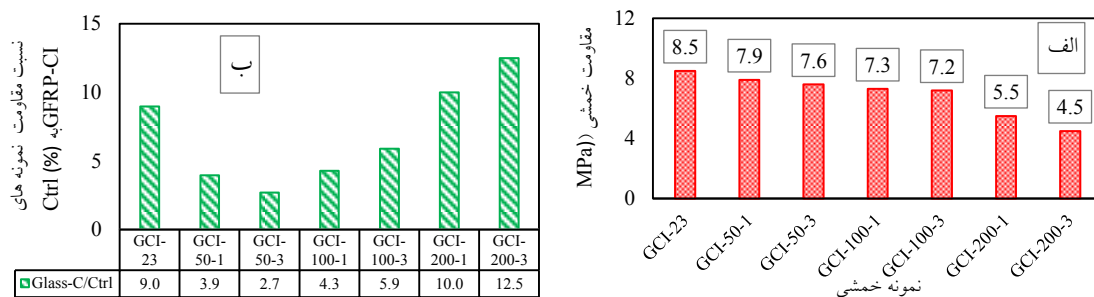 15
10
5
0
ب
نسبت مقاومت نمونه های
GFRP-CIبه
Ctrl (%)
GCI-23 GCI-50-1 GCI-50-3 GCI-100-1 GCI-100-3 GCI-200-1 GCI-200-3
Glass-C/Ctrl 9.0 3.9 2.7 4.3 5.9 10.0 12.5
12
8
4
0
الف
مقاومت خمشی ((MPa
8.5 7.9 7.6 7.3 7.2 5.5 4.5
GCI-23 GCI-50-1 GCI-50-3 GCI-100-1 GCI-100-3 GCI-200-1 GCI-200-3
نمونه خمشی